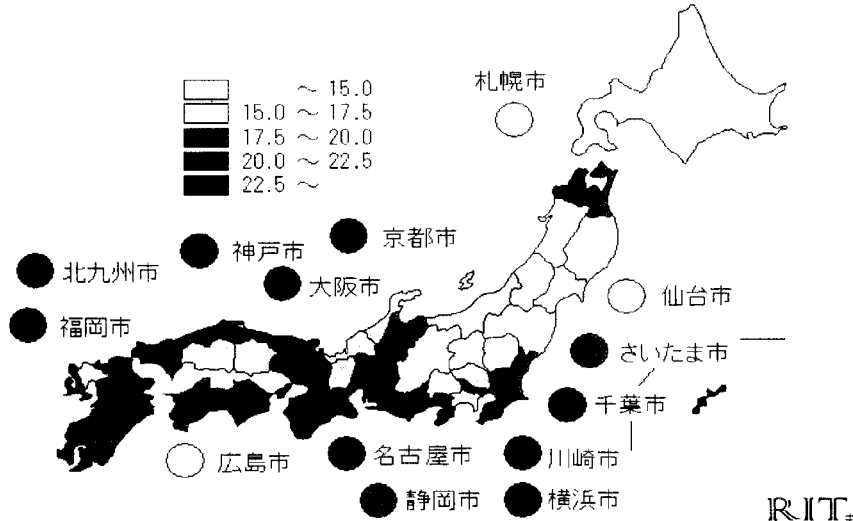 ～ 15.0
15.0 ～ 17.5
17.5 ～ 20.0
20.0 ～ 22.5
22.5 ～
札幌市
京都市
神戸市
北九州市
大阪市
仙台市
福岡市
さいたま市
千葉市
広島市
名古屋市
川崎市
静岡市
横浜市
RIT